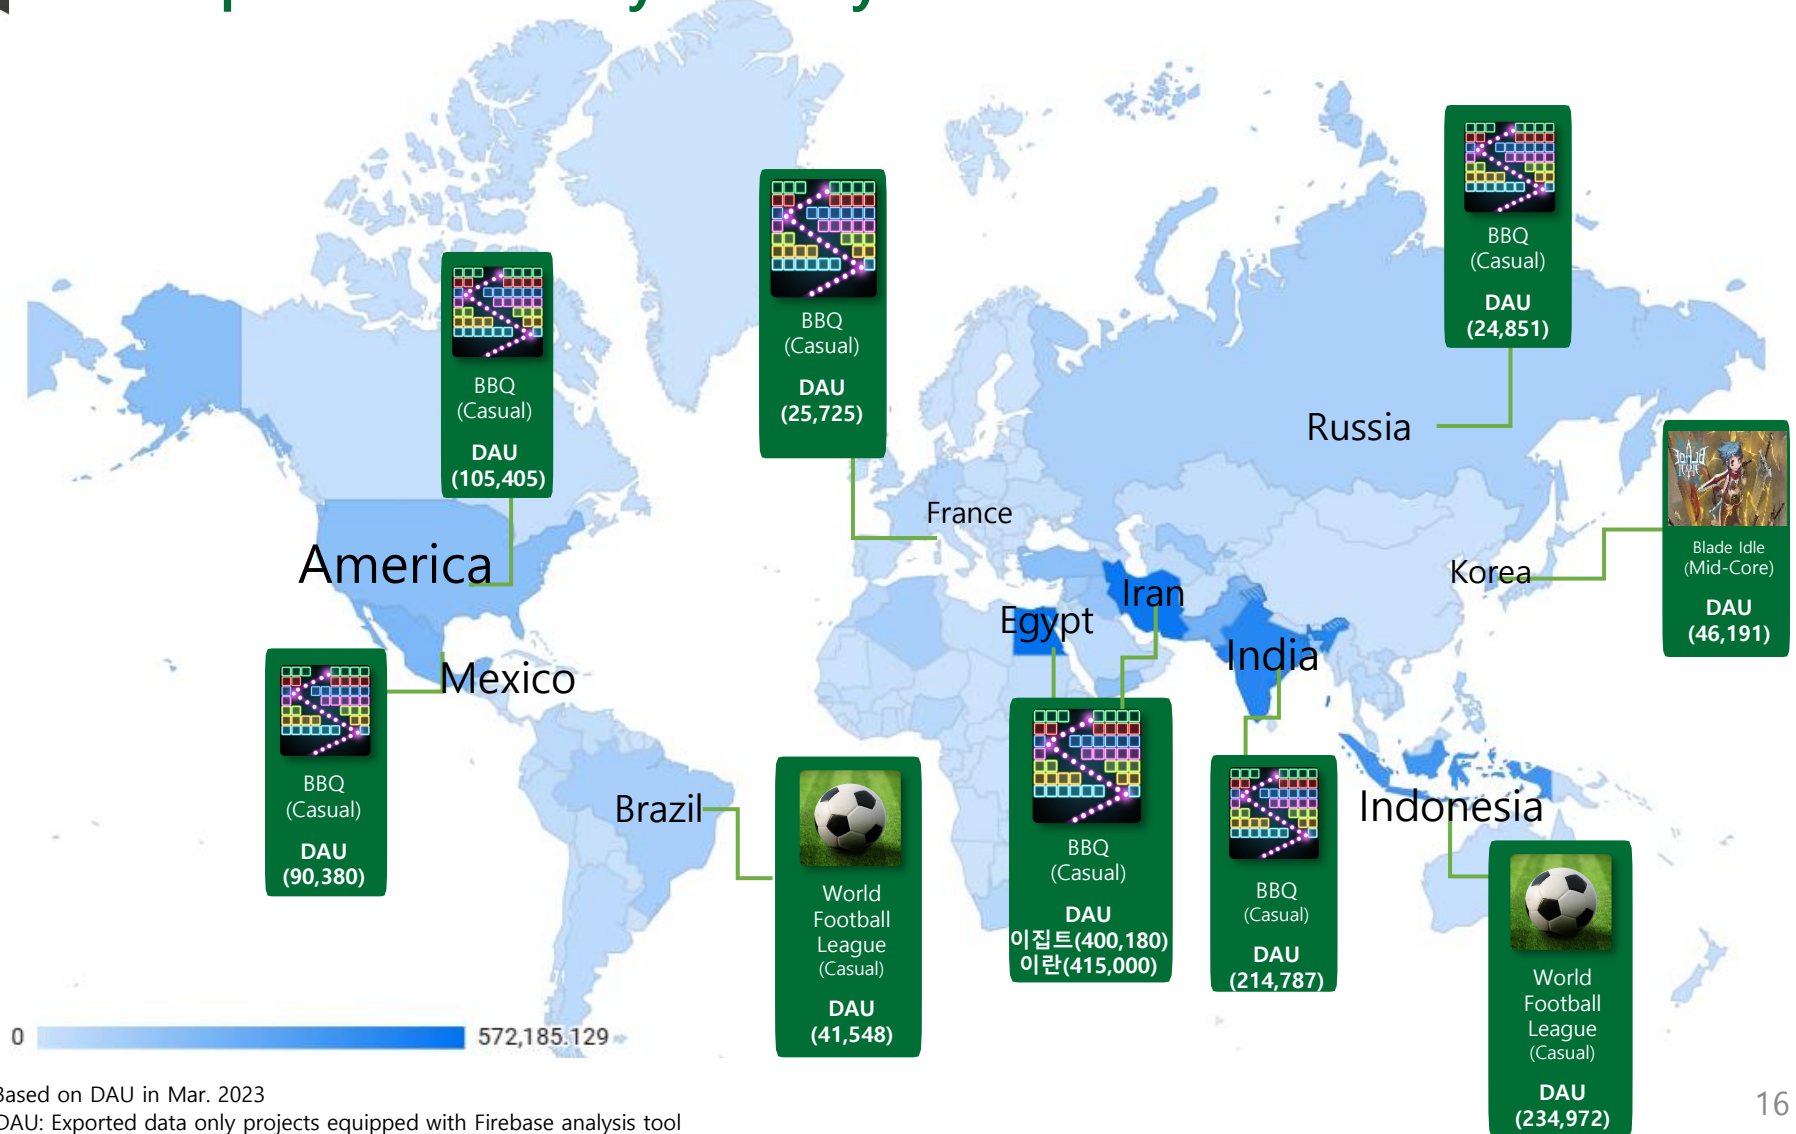 BBQ
(Casual)
DAU
(24,851)
BBQ
(Casual)
DAU
(25,725)
BBQ
(Casual)
DAU
(105,405)
Russia
France
America
Korea
Blade Idle
(Mid-Core)
DAU
(46,191)
Iran
Egypt
India
Mexico
BBQ
(Casual)
DAU
(90,380)
Brazil
World
Football
League
(Casual)
DAU
(41,548)
BBQ
(Casual)
DAU
이집트(400,180)
이란(415,000)
BBQ
(Casual)
DAU
(214,787)
Indonesia
World
Football
League
(Casual)
DAU
(234,972)
0
572,185.129
Based on DAU in Mar. 2023
DAU: Exported data only projects equipped with Firebase analysis tool
16